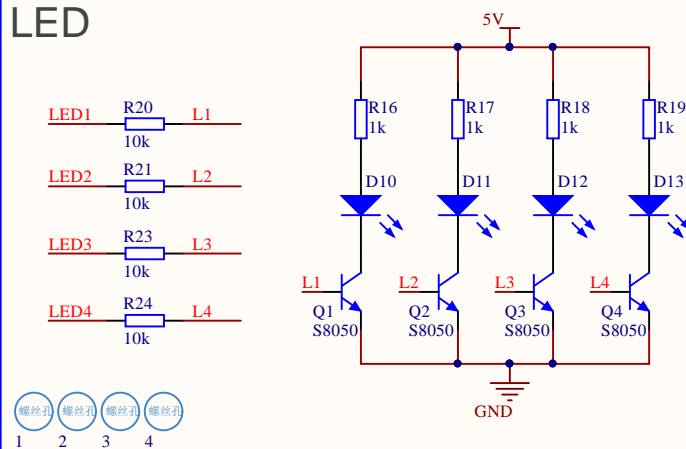 LED
5V
LED1 R20 L1
10k
LED2 R21 L2
10k
LED3 R23 L3
10k
LED4 R24 L4
10k
R16 R17 R18 R19
1k 1k 1k 1k
D10 D11 D12 D13
L1 L2 L3 L4
Q1 Q2 Q3 Q4
S8050 S8050 S8050 S8050
GND
螺丝孔 螺丝孔 螺丝孔 螺丝孔
1 2 3 4